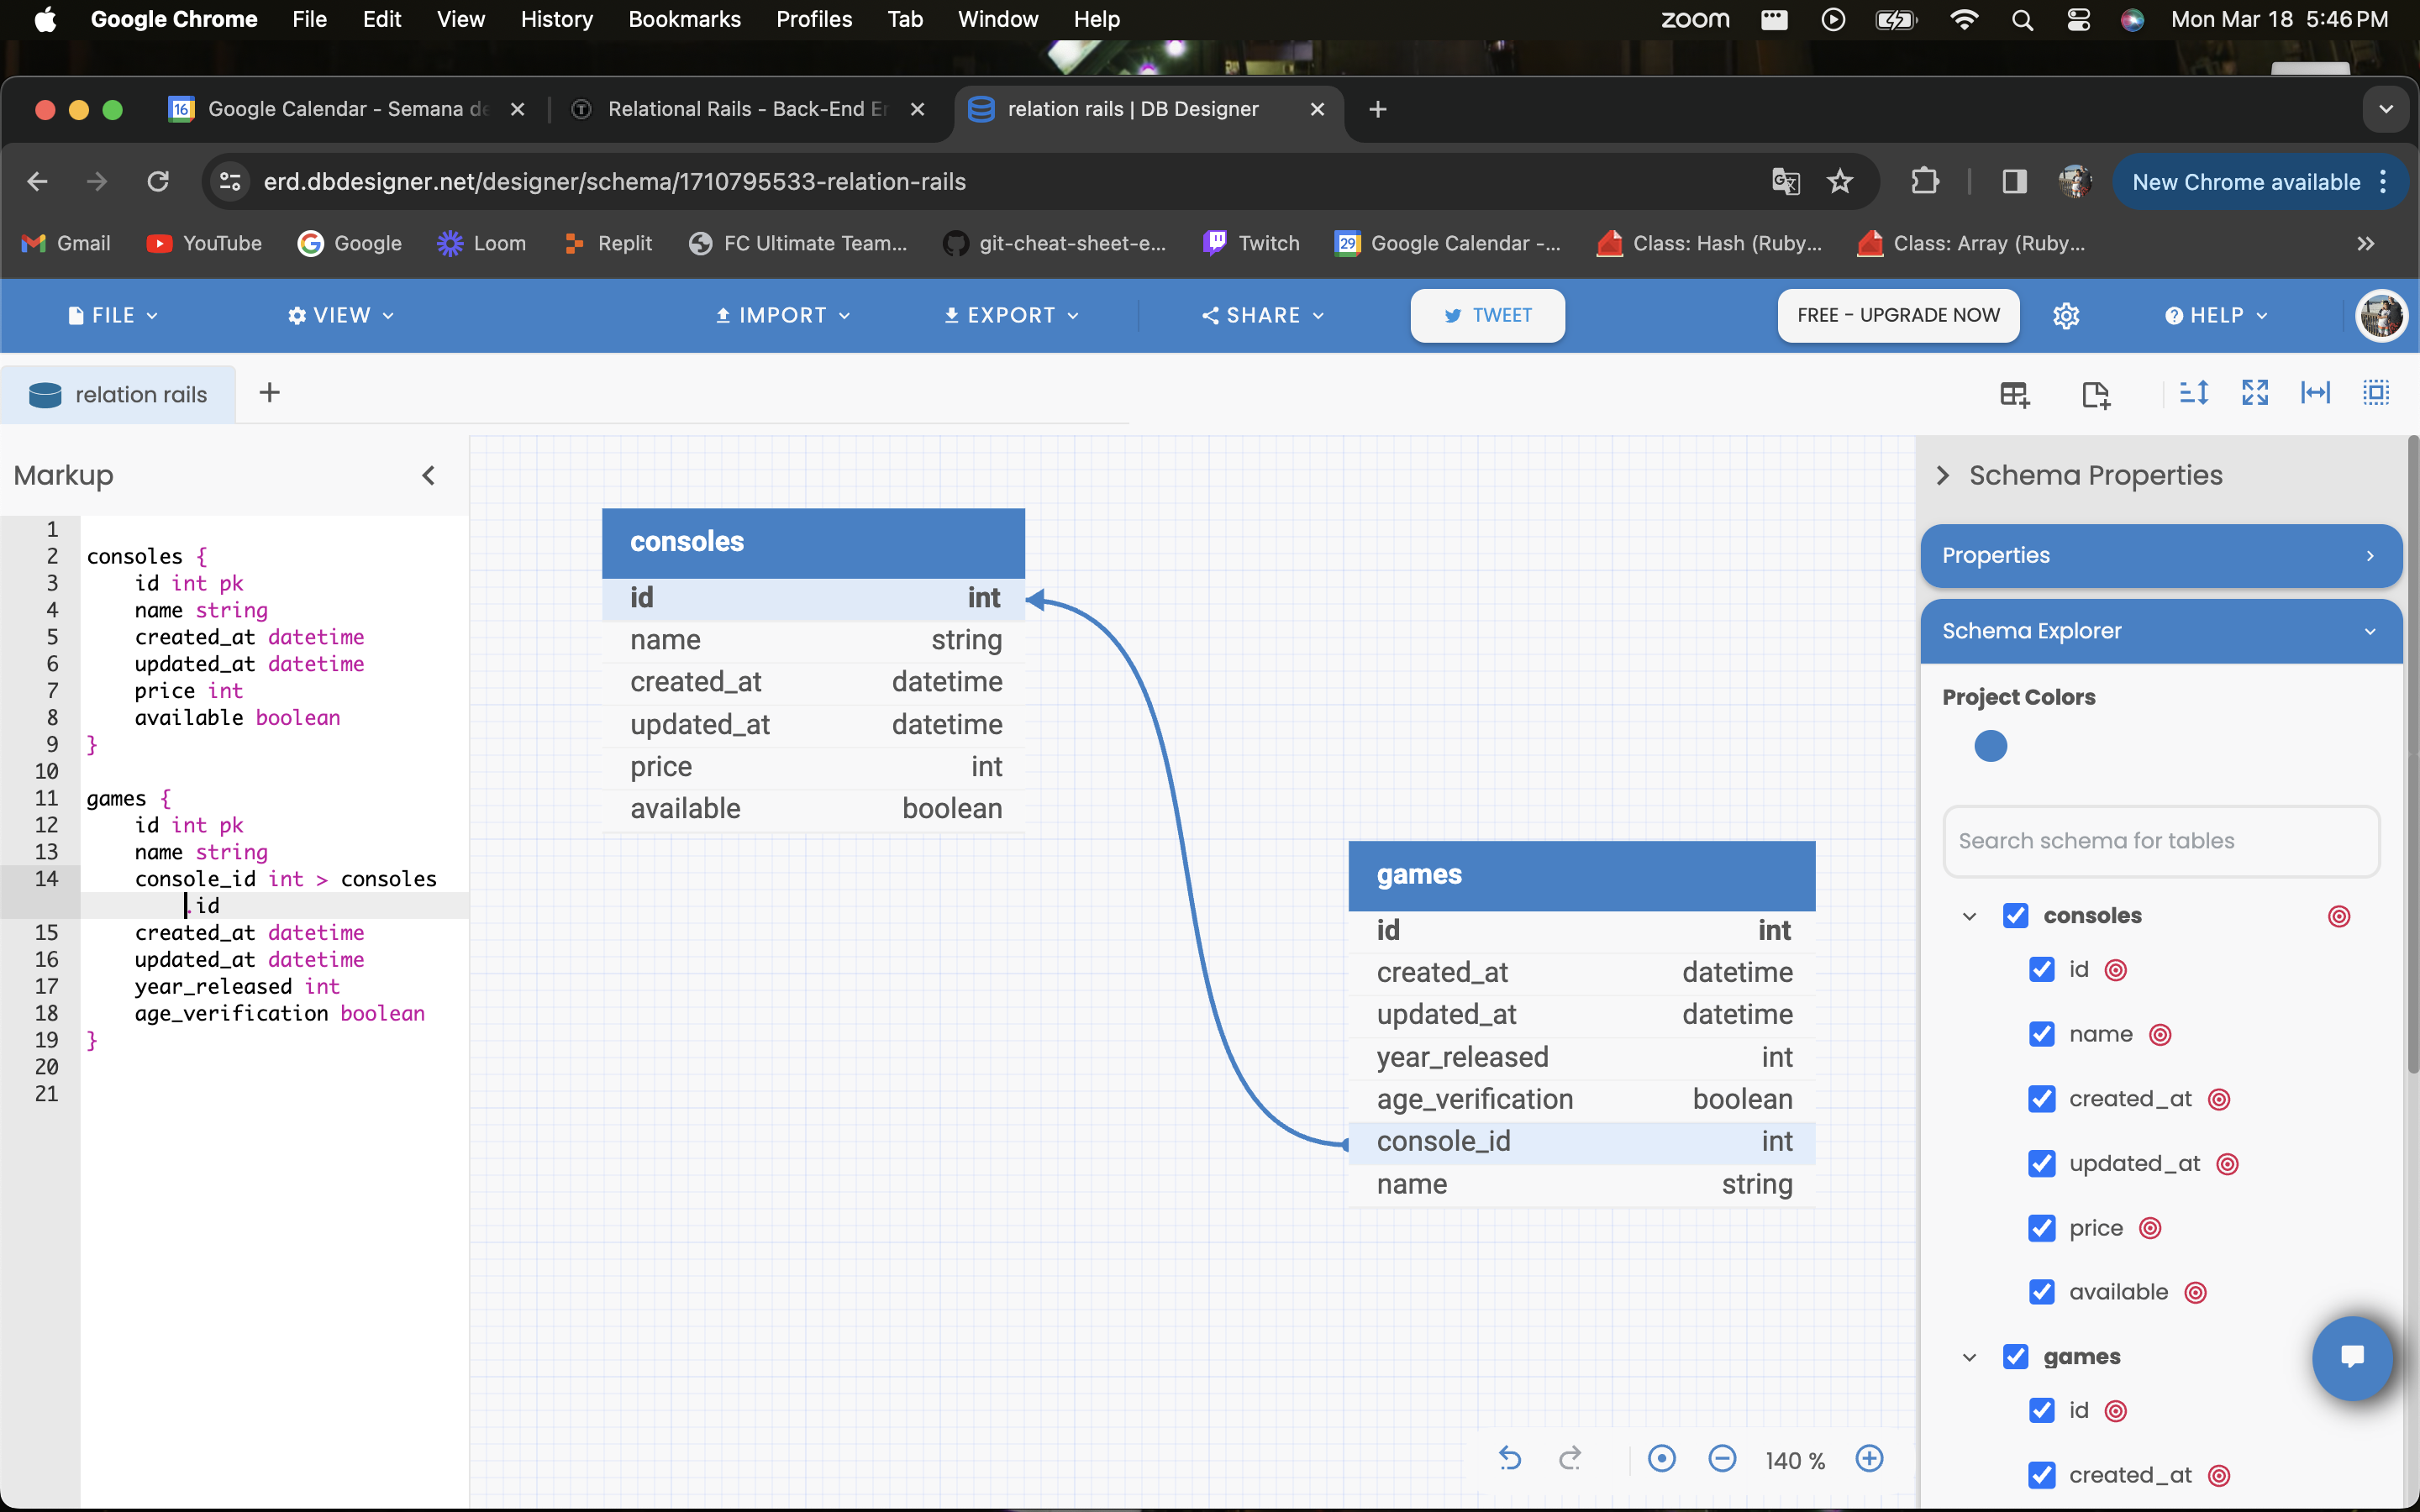 Google Chrome File Edit View History Bookmarks Profiles Tab Window Help zoom Mon Mar 18 5:46 PM
16 Google Calendar - Semana de Relational Rails - Back-End En relation rails | DB Designer
erd.dbdesigner.net/designer/schema/1710795533-relation-rails New Chrome available
Gmail YouTube Google Loom Replit FC Ultimate Team... git-cheat-sheet-e... Twitch 29 Google Calendar -... Class: Hash (Ruby... Class: Array (Ruby...
FILE VIEW IMPORT EXPORT SHARE TWEET FREE - UPGRADE NOW HELP
relation rails
Markup
1
2 consoles {
3 id int pk
4 name string
5 created_at datetime
6 updated_at datetime
7 price int
8 available boolean
9 }
10
11 games {
12 id int pk
13 name string
14 console_id int > consoles
.id
15 created_at datetime
16 updated_at datetime
17 year_released int
18 age_verification boolean
19 }
20
21
consoles
id int
name string
created_at datetime
updated_at datetime
price int
available boolean
games
id int
created_at datetime
updated_at datetime
year_released int
age_verification boolean
console_id int
name string
140 %
Schema Properties
Properties
Schema Explorer
Project Colors
Search schema for tables
consoles
id
name
created_at
updated_at
price
available
games
id
created_at